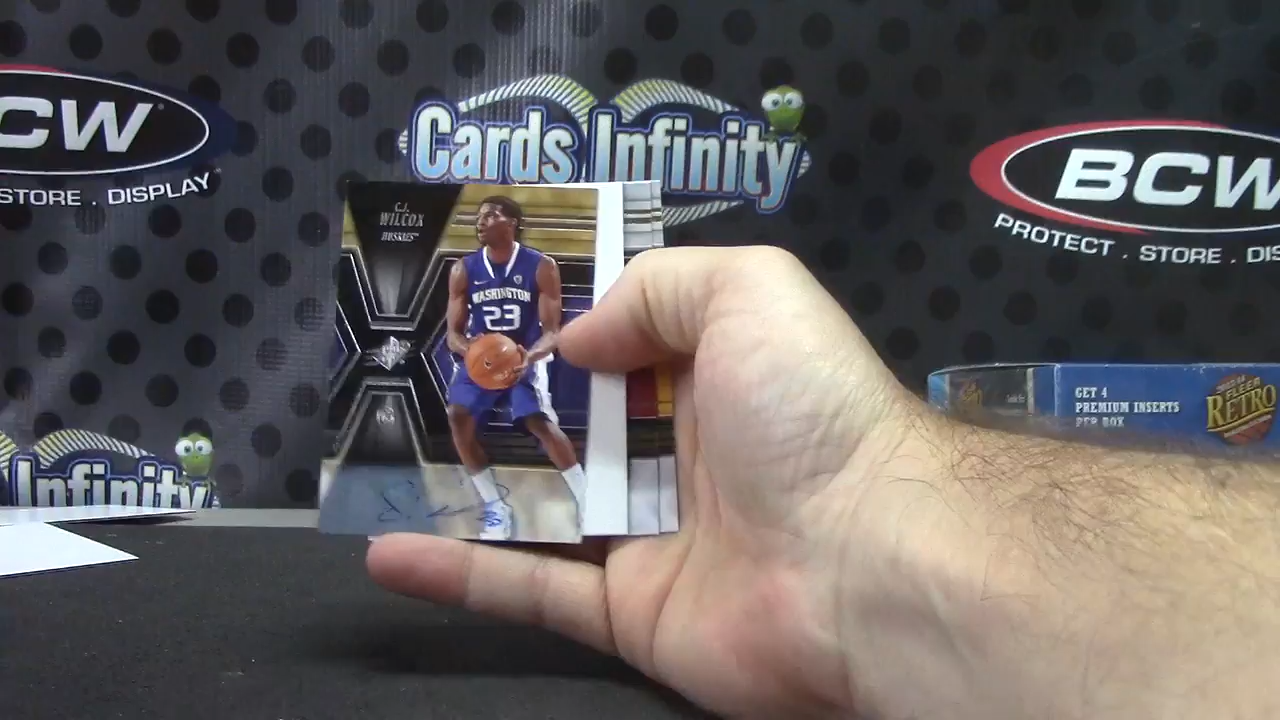 CW
STORE . DISPLAY
Cards Infinity
BCW
PROTECT . STORE . DIS
C.J.
WILCOX
HUSKIES
WASHINGTON
23
GET 4
PREMIUM INSERTS
PER BOX
FLEER
RETRO
Infinity